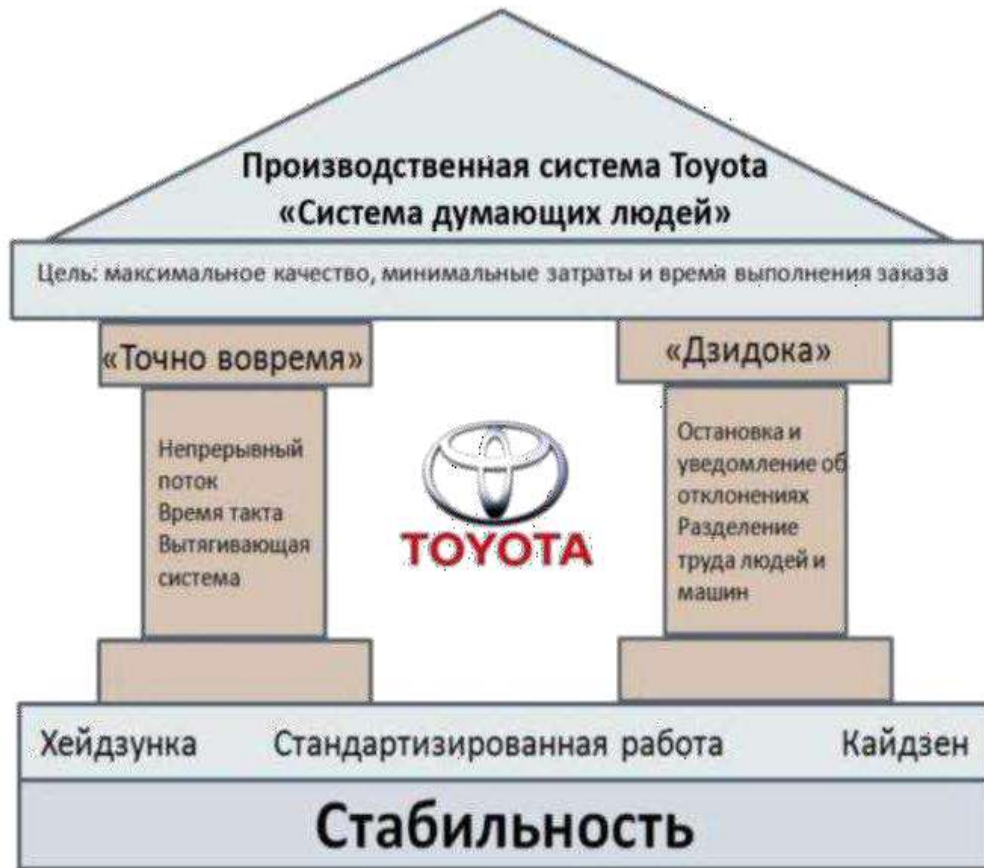 Производственная система Toyota
«Система думающих людей»
Цель: максимальное качество, минимальные затраты и время выполнения заказа
«Точно вовремя»
Непрерывный
поток
Время такта
Вытягивающая
система
TOYOTA
«Дзидока»
Остановка и
уведомление об
отклонениях
Разделение
труда людей и
машин
Хейдзунка Стандартизированная работа Кайдзен
Стабильность